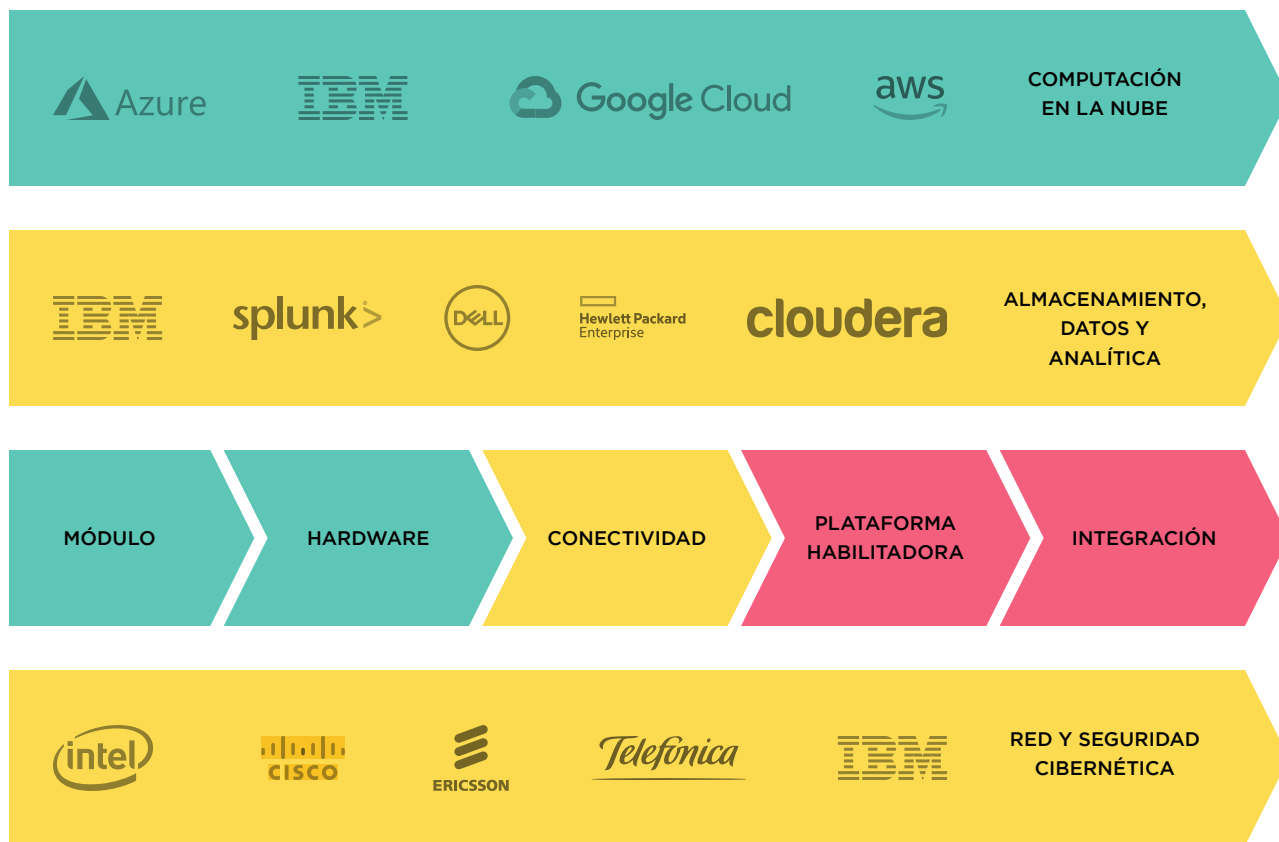 Azure IBM Google Cloud aws
COMPUTACIÓN
EN LA NUBE
IBM splunk> DELL Hewlett Packard
Enterprise
cloudera
ALMACENAMIENTO,
DATOS Y
ANALÍTICA
MÓDULO
HARDWARE
CONECTIVIDAD
PLATAFORMA
HABILITADORA
INTEGRACIÓN
intel CISCO ERICSSON Telefónica IBM
RED Y SEGURIDAD
CIBERNÉTICA